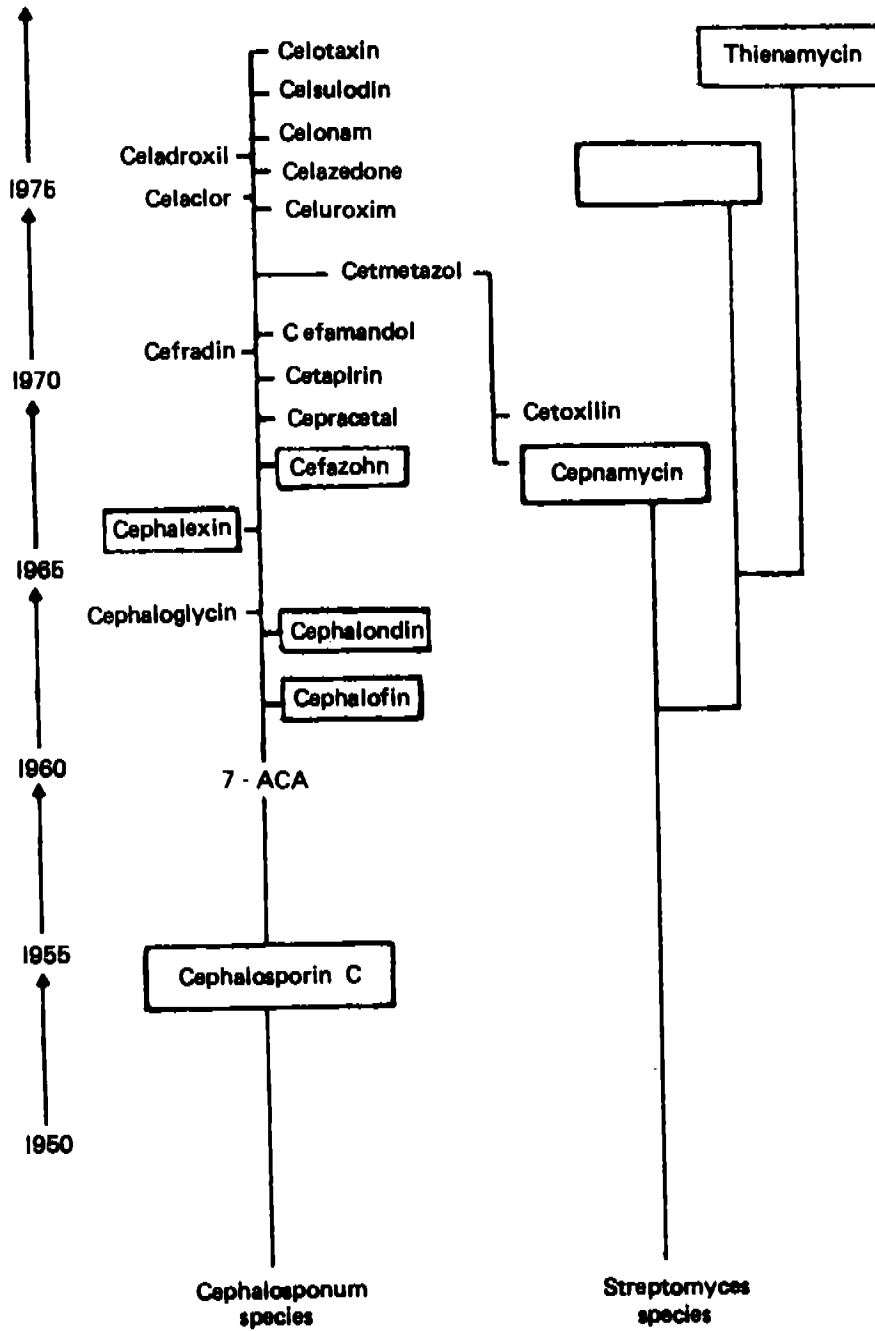 Celotaxin
Thienamycin
Celsulodin
Celonam
Celadroxil
Celazedone
1975
Celaclor
Celuroxim
Cetmetazol
Cefamandol
Cefradin
1970
Cetapirin
Cepracetal
Cetoxilin
Cefazohn
Cepnamycin
Cephalexin
1965
Cephaloglycin
Cephalondin
Cephalofin
1960
7 - ACA
1955
Cephalosporin C
1950
Cephalosponum
species
Streptomyces
species